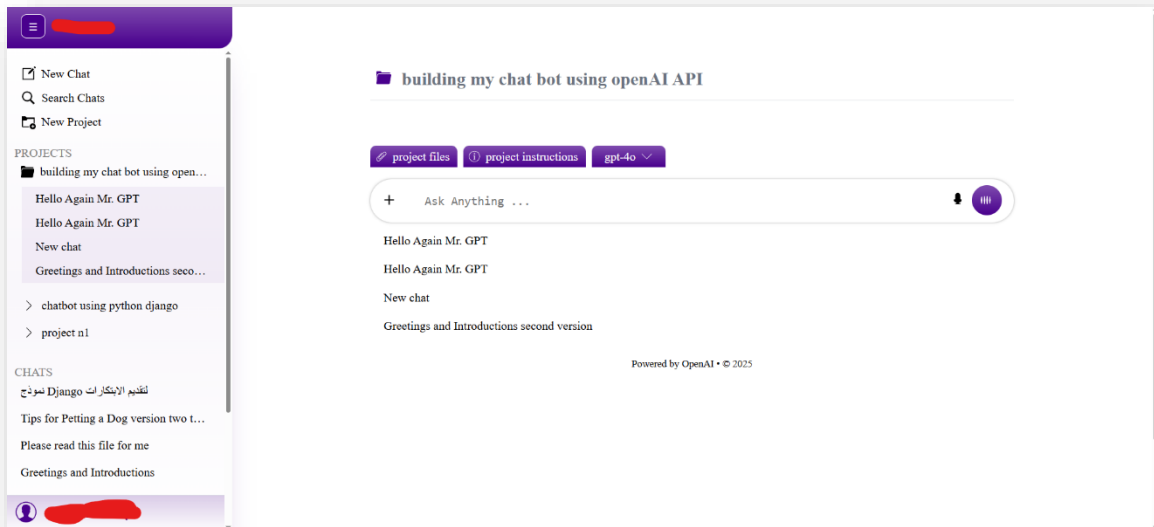 New Chat
Search Chats
New Project
PROJECTS
building my chat bot using open...
Hello Again Mr. GPT
Hello Again Mr. GPT
New chat
Greetings and Introductions seco...
chatbot using python django
project n1
CHATS
نموذج Django لتقديم الابتكارات
Tips for Petting a Dog version two t...
Please read this file for me
Greetings and Introductions
building my chat bot using openAI API
project files
project instructions
gpt-4o
Ask Anything ...
Hello Again Mr. GPT
Hello Again Mr. GPT
New chat
Greetings and Introductions second version
Powered by OpenAI • © 2025